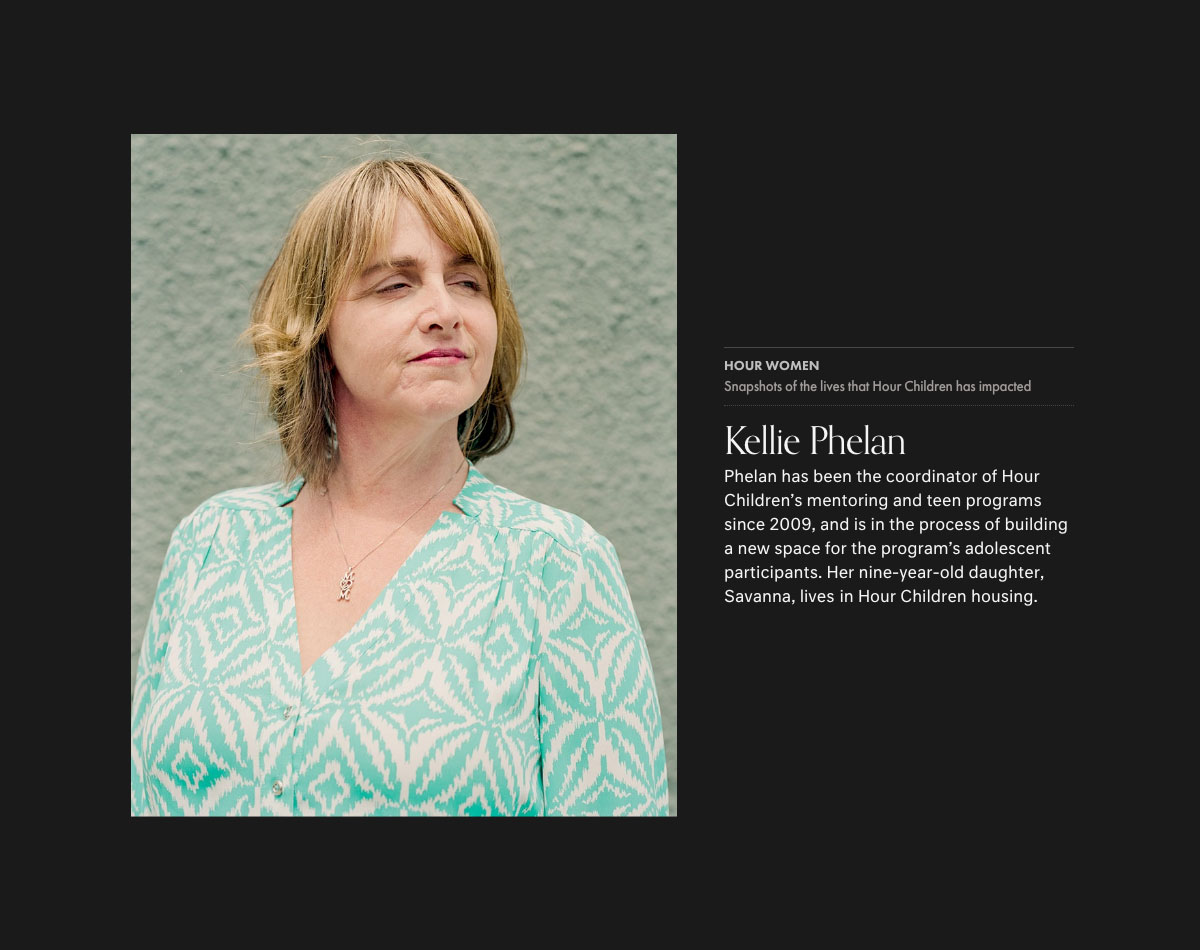 HOUR WOMEN
Snapshots of the lives that Hour Children has impacted
Kellie Phelan
Phelan has been the coordinator of Hour
Children’s mentoring and teen programs
since 2009, and is in the process of building
a new space for the program’s adolescent
participants. Her nine-year-old daughter,
Savanna, lives in Hour Children housing.